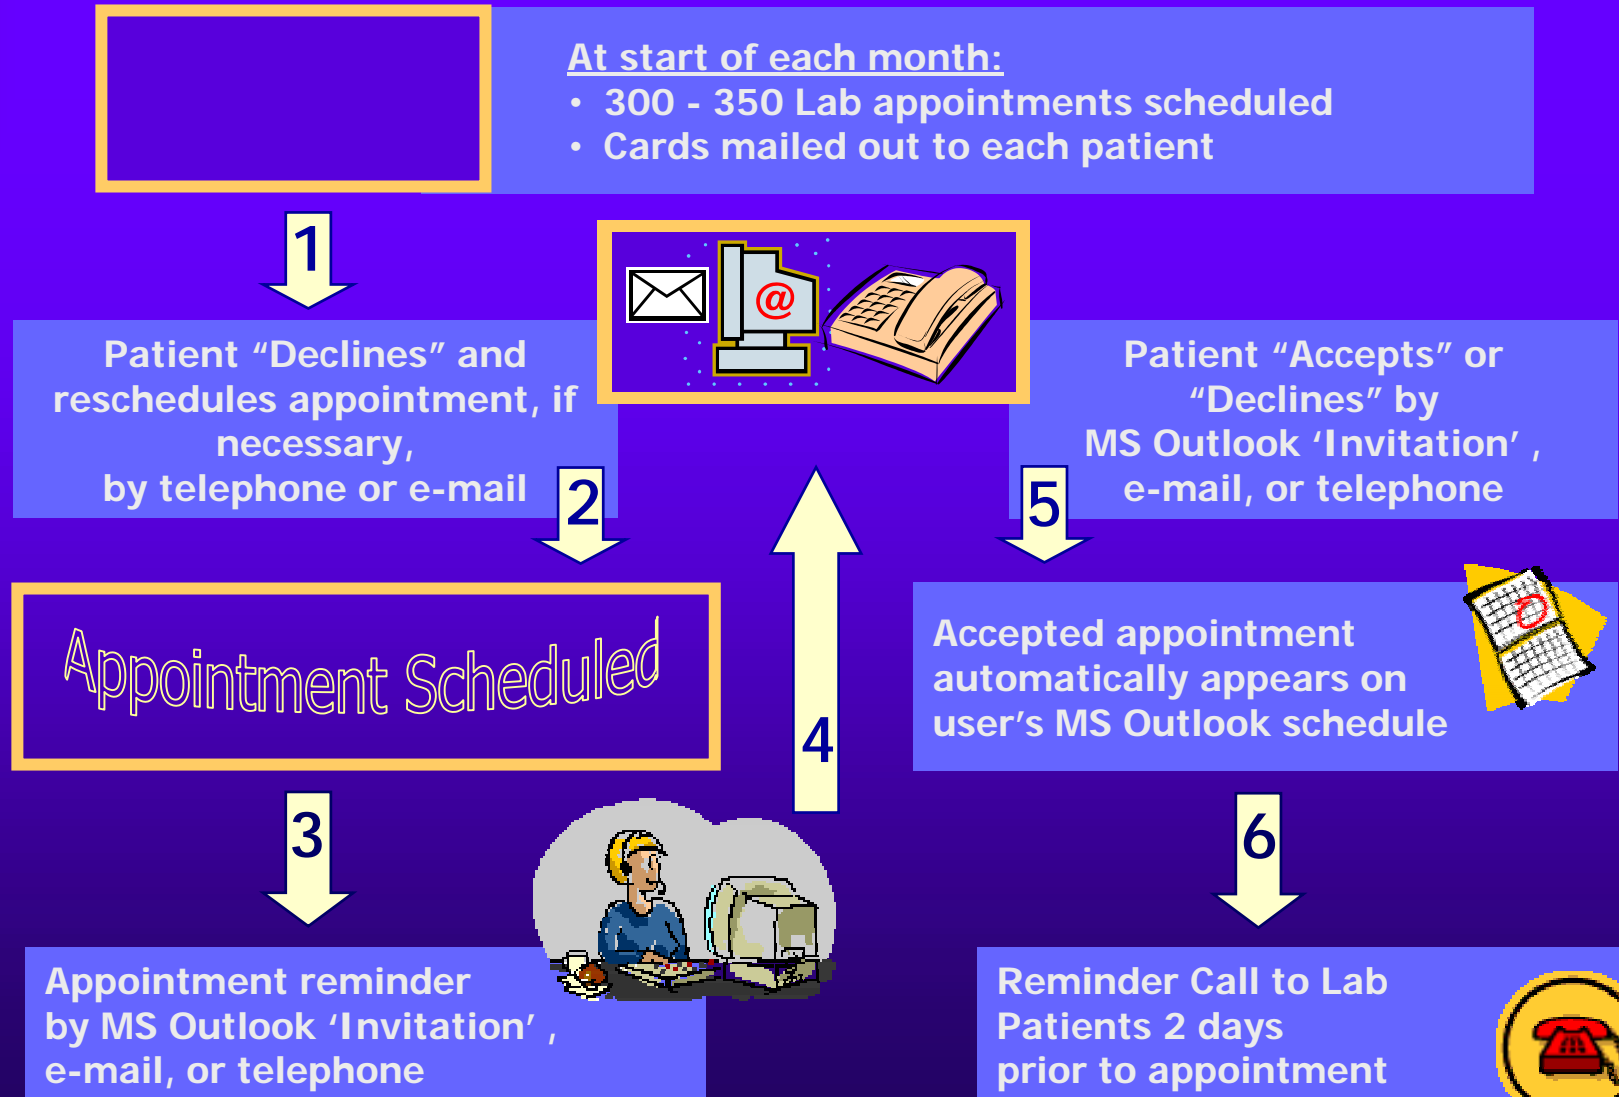 At start of each month:
• 300 - 350 Lab appointments scheduled
• Cards mailed out to each patient
1
@
Patient “Declines” and
reschedules appointment, if
necessary,
by telephone or e-mail
2
Patient “Accepts” or
“Declines” by
MS Outlook ‘Invitation’ ,
e-mail, or telephone
5
Appointment Scheduled
4
Accepted appointment
automatically appears on
user’s MS Outlook schedule
3
6
Appointment reminder
by MS Outlook ‘Invitation’ ,
e-mail, or telephone
Reminder Call to Lab
Patients 2 days
prior to appointment